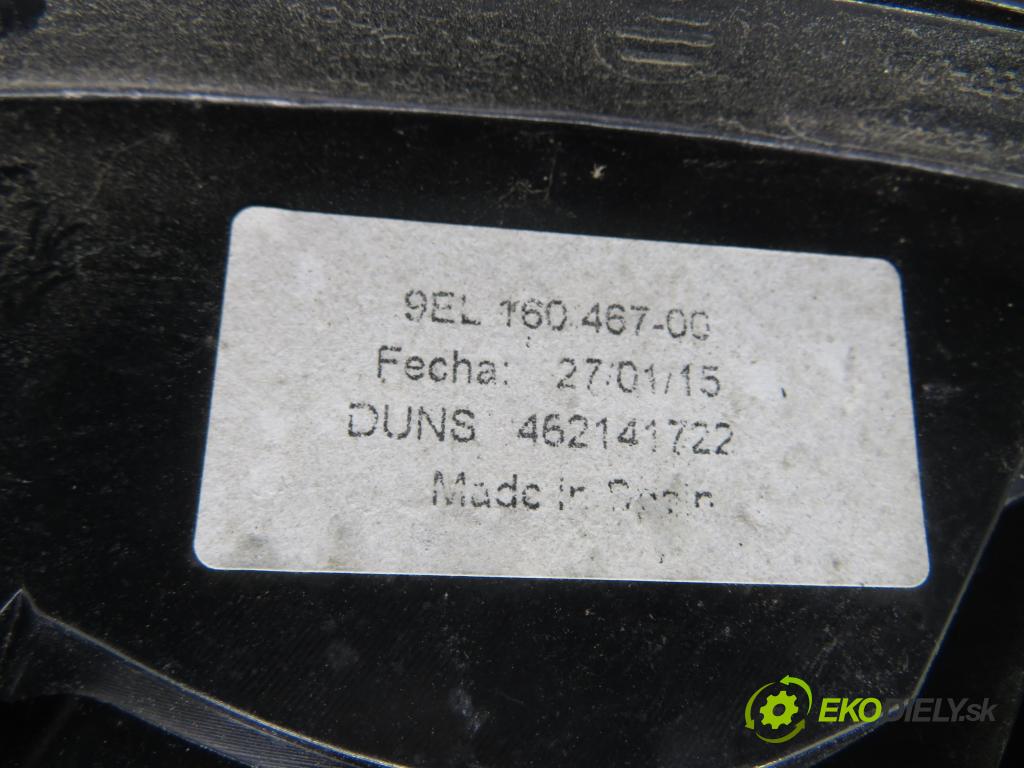 9EL 160.467-00
Fecha: 27/01/15
DUNS 462141722
Made in Spain
EKODIELY.sk